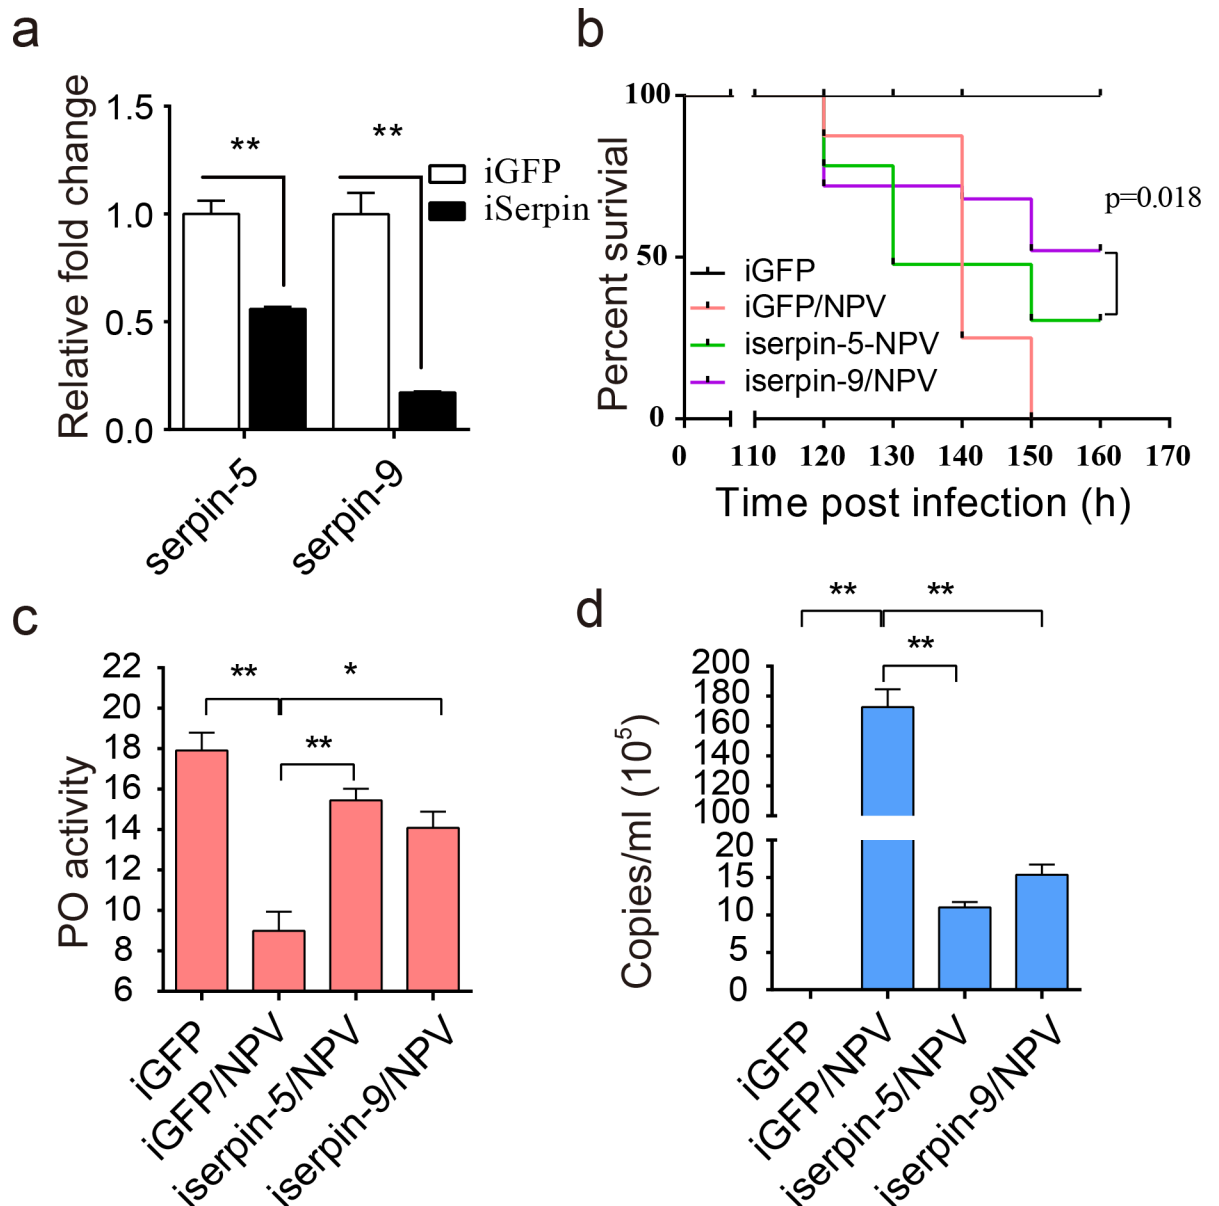 a
Relative fold change
1.5
1.0
0.5
0.0
**
**
iGFP
iSerpin
serpin-5
serpin-9
b
Percent surivial
100
50
0
p=0.018
iGFP
iGFP/NPV
iserpin-5-NPV
iserpin-9/NPV
0 110 120 130 140 150 160 170
Time post infection (h)
c
PO activity
22
20
18
16
14
12
10
8
6
**
*
**
iGFP
iGFP/NPV
iserpin-5/NPV
iserpin-9/NPV
d
Copies/ml (10⁵)
200
180
160
140
120
100
20
15
10
5
0
**
**
**
iGFP
iGFP/NPV
iserpin-5/NPV
iserpin-9/NPV